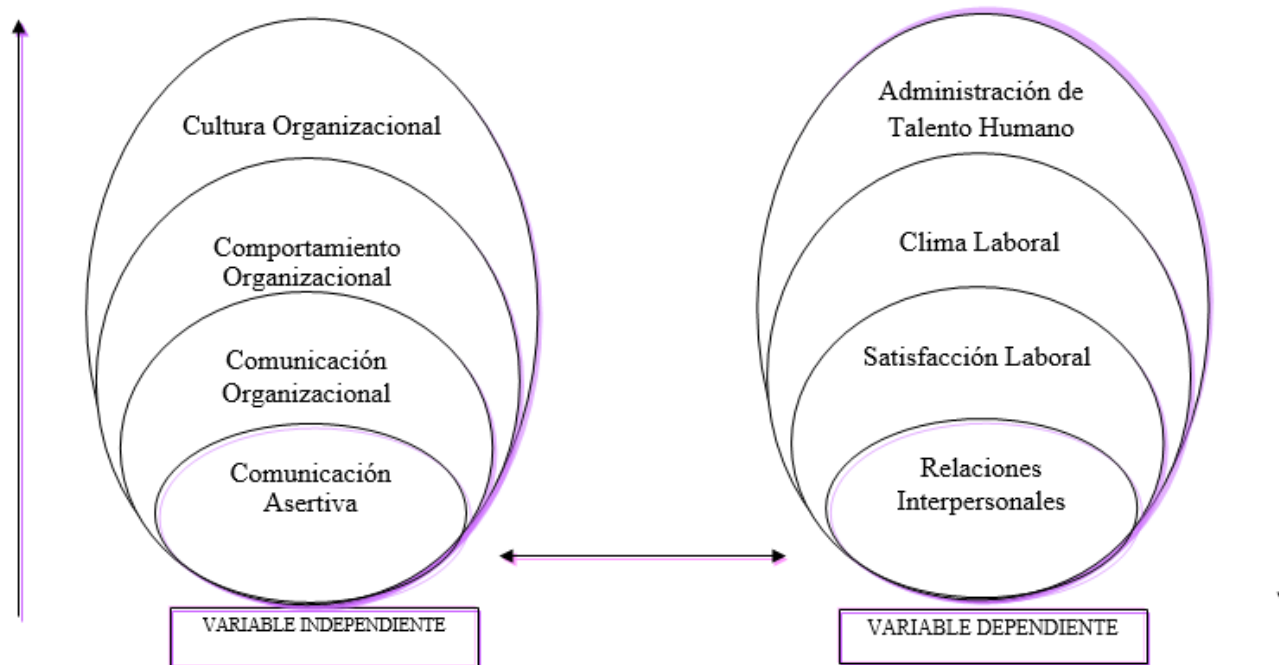 Cultura Organizacional
Comportamiento
Organizacional
Comunicación
Organizacional
Comunicación
Asertiva
VARIABLE INDEPENDIENTE
Administración de
Talento Humano
Clima Laboral
Satisfacción Laboral
Relaciones
Interpersonales
VARIABLE DEPENDIENTE